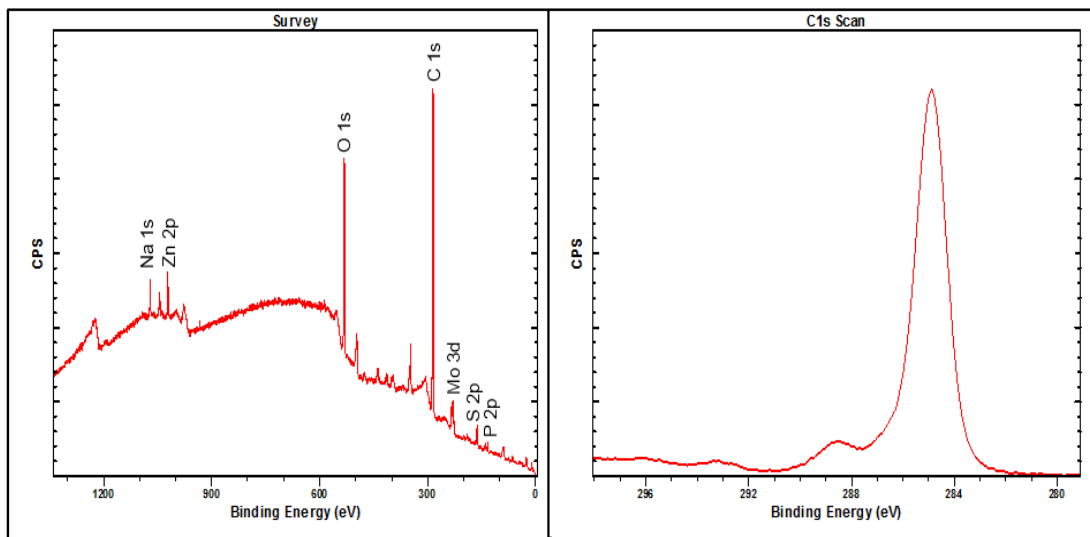 Survey
CPS
Na 1s
Zn 2p
O 1s
C 1s
Mo 3d
S 2p
P 2p
1200 900 600 300 0
Binding Energy (eV)
C1s Scan
CPS
296 292 288 284 280
Binding Energy (eV)